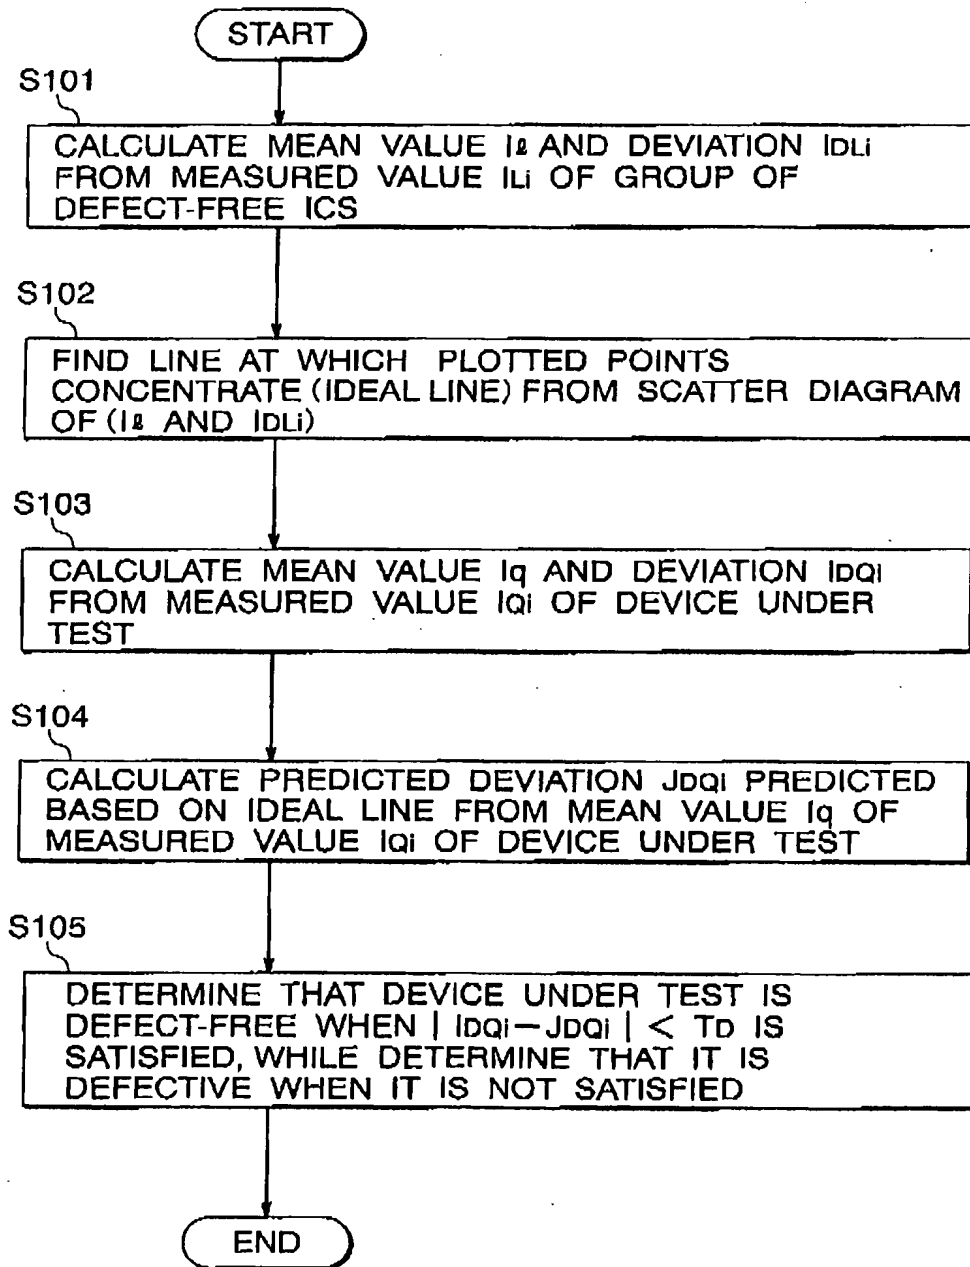 START
S101
CALCULATE MEAN VALUE Iℓ AND DEVIATION IDLi
FROM MEASURED VALUE ILi OF GROUP OF
DEFECT-FREE ICS
S102
FIND LINE AT WHICH PLOTTED POINTS
CONCENTRATE (IDEAL LINE) FROM SCATTER DIAGRAM
OF (Iℓ AND IDLi)
S103
CALCULATE MEAN VALUE Iq AND DEVIATION IDQi
FROM MEASURED VALUE IQi OF DEVICE UNDER
TEST
S104
CALCULATE PREDICTED DEVIATION JDQi PREDICTED
BASED ON IDEAL LINE FROM MEAN VALUE Iq OF
MEASURED VALUE IQi OF DEVICE UNDER TEST
S105
DETERMINE THAT DEVICE UNDER TEST IS
DEFECT-FREE WHEN | IDQi-JDQi | < TD IS
SATISFIED, WHILE DETERMINE THAT IT IS
DEFECTIVE WHEN IT IS NOT SATISFIED
END